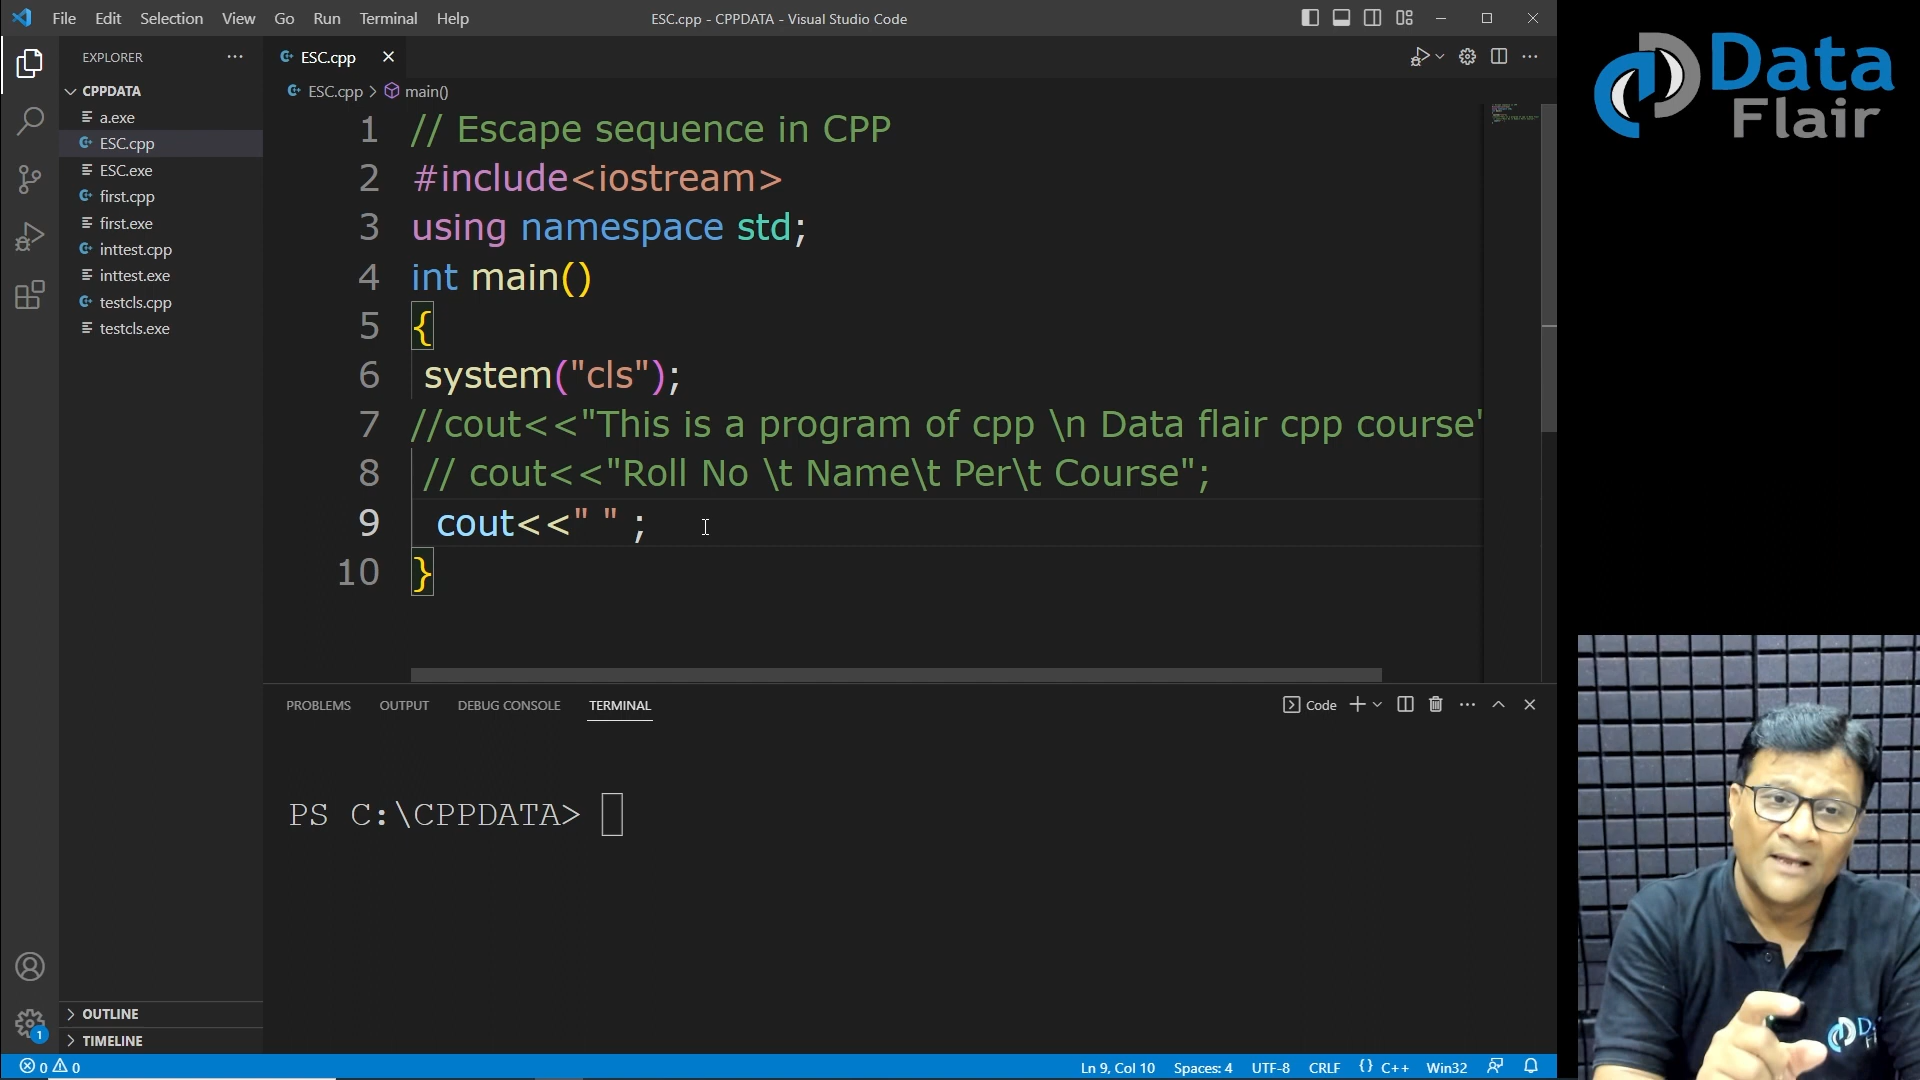 File Edit Selection View Go Run Terminal Help
ESC.cpp - CPPDATA - Visual Studio Code
Data
Flair
EXPLORER
CPPDATA
a.exe
ESC.cpp
ESC.exe
first.cpp
first.exe
inttest.cpp
inttest.exe
testcls.cpp
testcls.exe
OUTLINE
TIMELINE
ESC.cpp
ESC.cpp > main()
1 // Escape sequence in CPP
2 #include<iostream>
3 using namespace std;
4 int main()
5 {
6 system("cls");
7 //cout<<"This is a program of cpp \n Data flair cpp course"
8 // cout<<"Roll No \t Name\t Per\t Course";
9 cout<<" " ;
10 }
PROBLEMS OUTPUT DEBUG CONSOLE TERMINAL
Code
PS C:\CPPDATA>
1
0 0
Ln 9, Col 10 Spaces: 4 UTF-8 CRLF {} C++ Win32